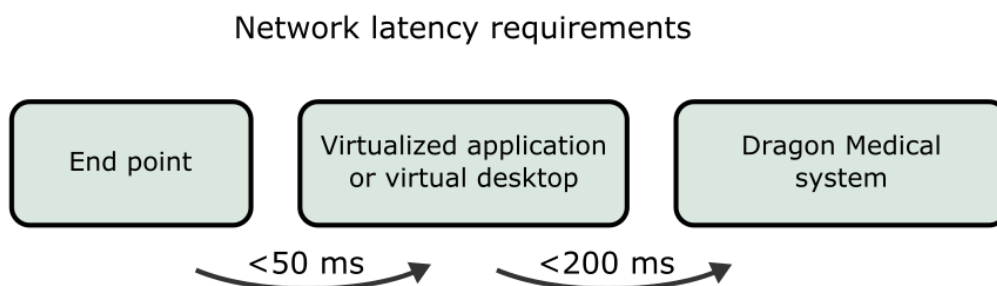 Network latency requirements
End point
Virtualized application
or virtual desktop
Dragon Medical
system
<50 ms
<200 ms